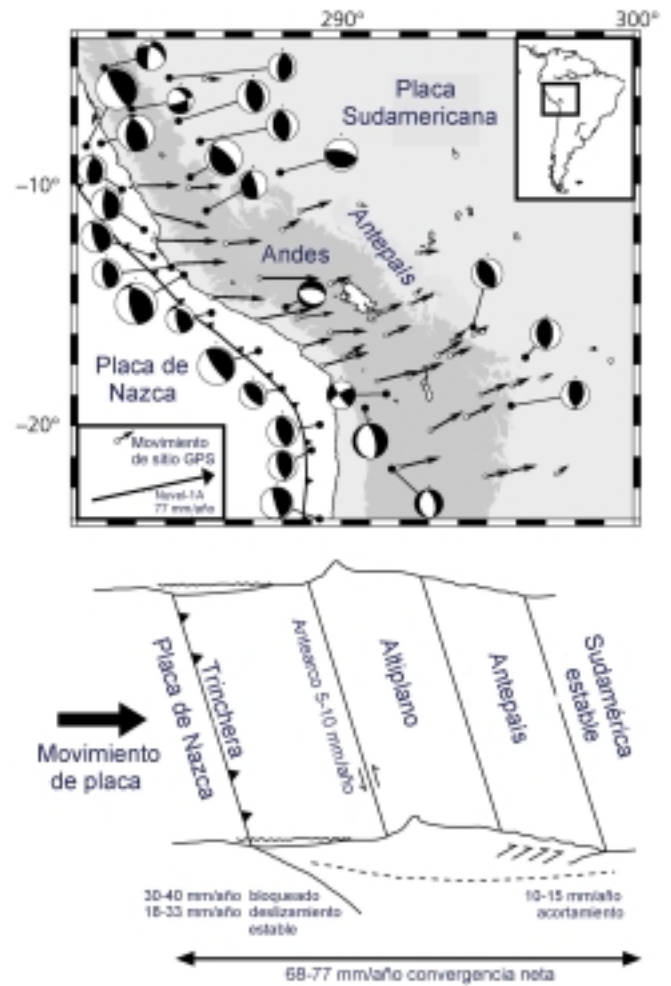 290°
300°
Placa
Sudamericana
–10°
Antepaís
Andes
Placa de
Nazca
–20°
Movimiento
de sitio GPS
Nuvel-1A
77 mm/año
Placa de Nazca
Trinchera
Antearco 5-10 mm/año
Altiplano
Antepaís
Sudamérica
estable
Movimiento
de placa
30-40 mm/año bloqueado
18-33 mm/año deslizamiento
estable
10-15 mm/año
acortamiento
68-77 mm/año convergencia neta